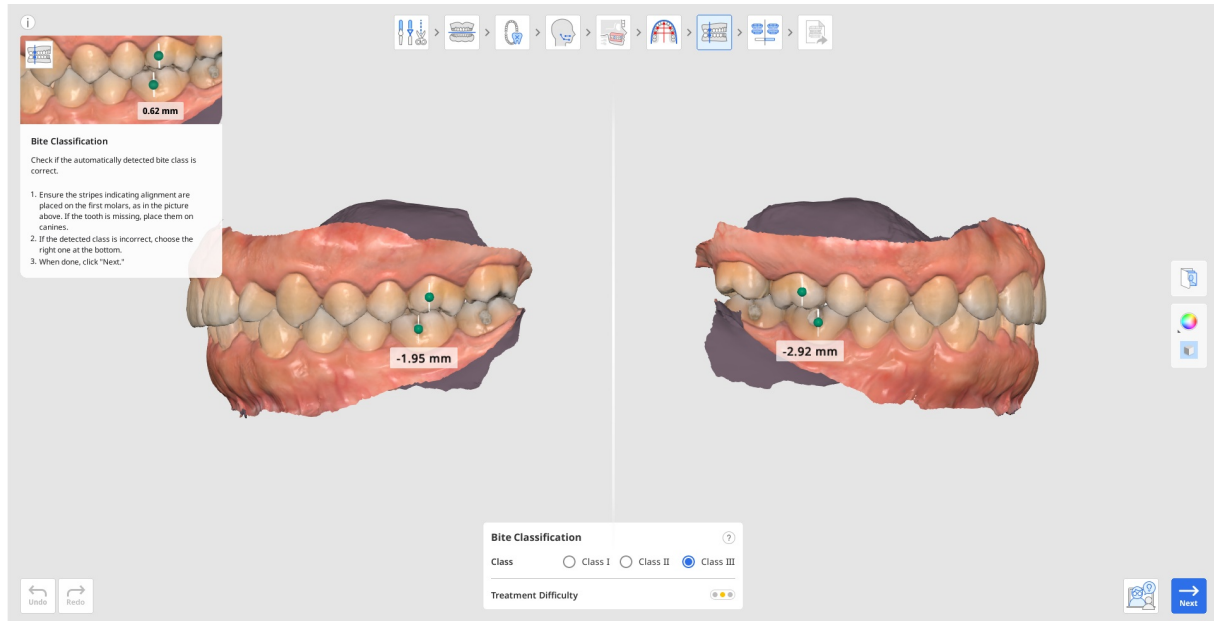 0.62 mm
Bite Classification
Check if the automatically detected bite class is
correct.
1. Ensure the stripes indicating alignment are
placed on the first molars, as in the picture
above. If the tooth is missing, place them on
canines.
2. If the detected class is incorrect, choose the
right one at the bottom.
3. When done, click "Next."
-1.95 mm
-2.92 mm
Bite Classification ?
Class Class I Class II Class III
Treatment Difficulty
Undo Redo
Next